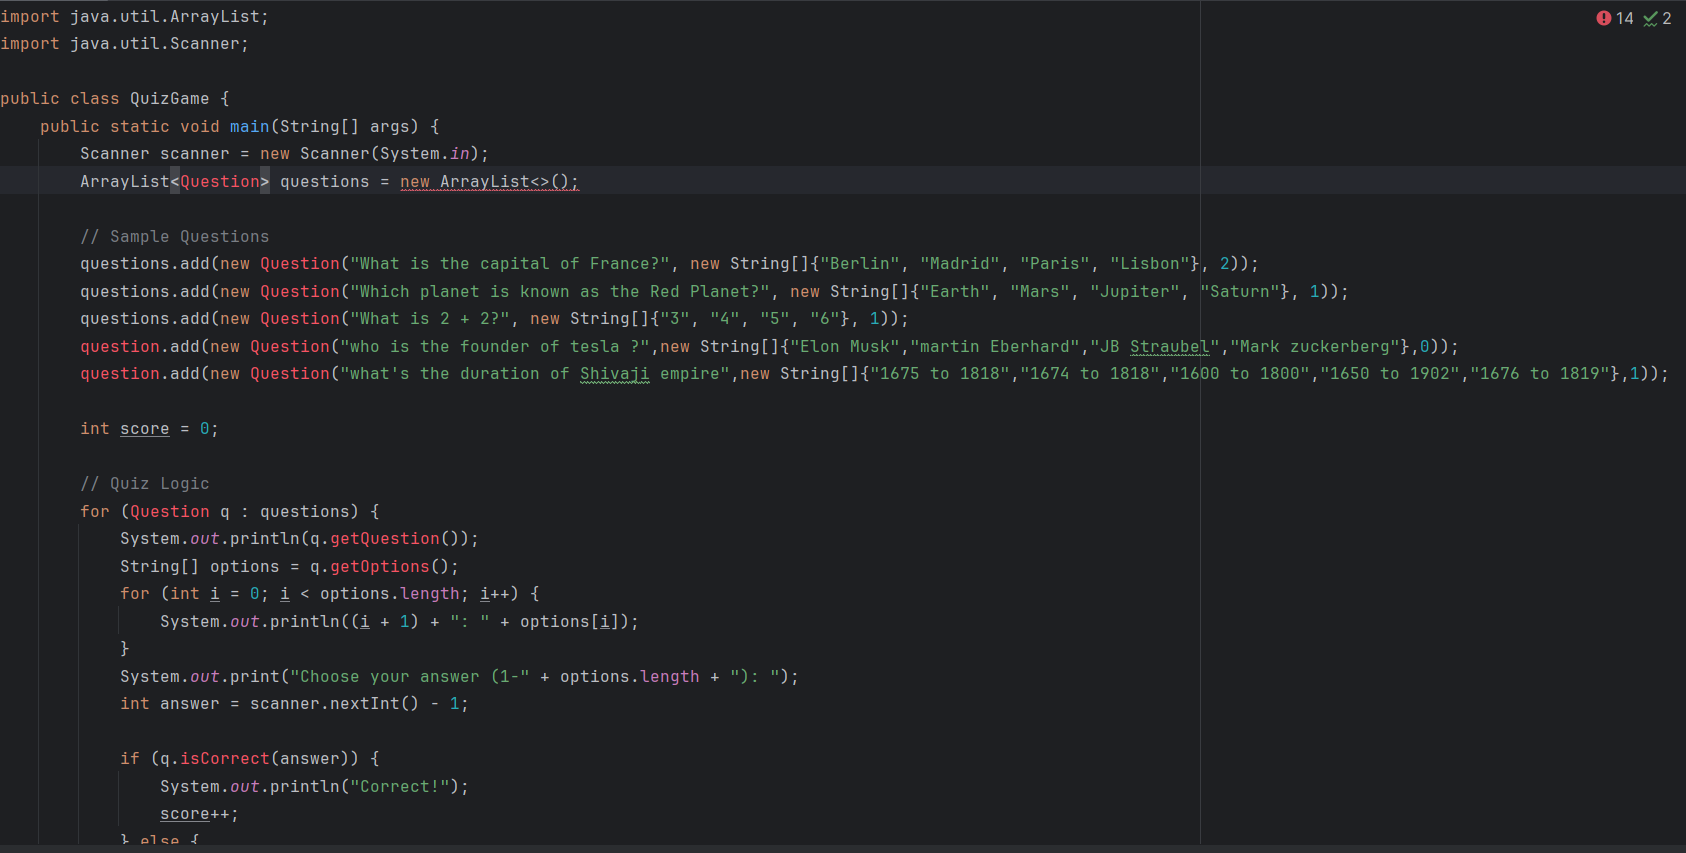 import java.util.ArrayList;
14 2
import java.util.Scanner;
public class QuizGame {
    public static void main(String[] args) {
        Scanner scanner = new Scanner(System.in);
        ArrayList<Question> questions = new ArrayList<>();
        // Sample Questions
        questions.add(new Question("What is the capital of France?", new String[]{"Berlin", "Madrid", "Paris", "Lisbon"}, 2));
        questions.add(new Question("Which planet is known as the Red Planet?", new String[]{"Earth", "Mars", "Jupiter", "Saturn"}, 1));
        questions.add(new Question("What is 2 + 2?", new String[]{"3", "4", "5", "6"}, 1));
        question.add(new Question("who is the founder of tesla ?",new String[]{"Elon Musk","martin Eberhard","JB Straubel","Mark zuckerberg"},0));
        question.add(new Question("what's the duration of Shivaji empire",new String[]{"1675 to 1818","1674 to 1818","1600 to 1800","1650 to 1902","1676 to 1819"},1));
        int score = 0;
        // Quiz Logic
        for (Question q : questions) {
            System.out.println(q.getQuestion());
            String[] options = q.getOptions();
            for (int i = 0; i < options.length; i++) {
                System.out.println((i + 1) + ": " + options[i]);
            }
            System.out.print("Choose your answer (1-" + options.length + "): ");
            int answer = scanner.nextInt() - 1;
            if (q.isCorrect(answer)) {
                System.out.println("Correct!");
                score++;
            } else {